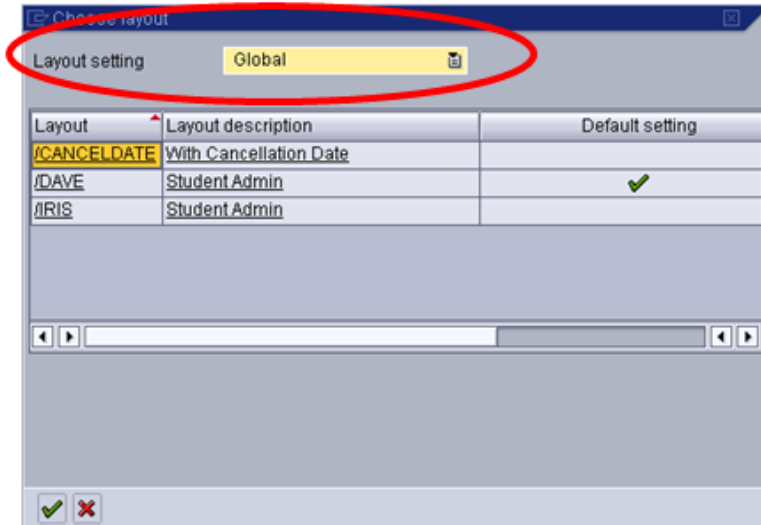 Choose layout
Layout setting Global
Layout Layout description Default setting
/CANCELDATE With Cancellation Date
/DAVE Student Admin
/IRIS Student Admin